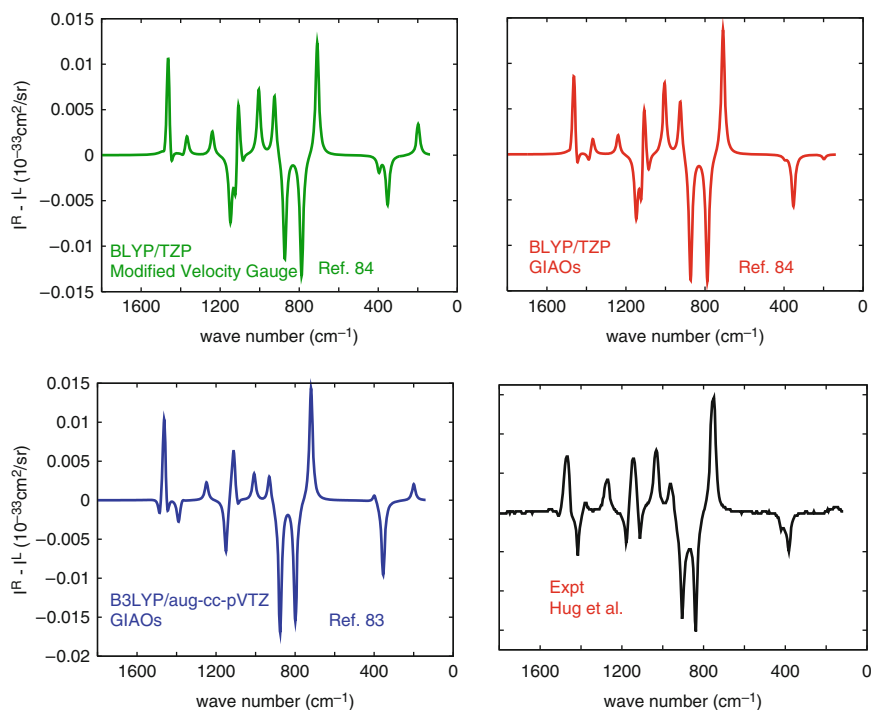 0.015
0.01
0.005
0
-0.005
-0.01
-0.015
I^R - I^L (10^−33cm^2/sr)
BLYP/TZP
Modified Velocity Gauge
Ref. 84
1600 1200 800 400 0
wave number (cm^−1)
BLYP/TZP
GIAOs
Ref. 84
1600 1200 800 400 0
wave number (cm^−1)
0.015
0.01
0.005
0
-0.005
-0.01
-0.015
-0.02
I^R - I^L (10^−33cm^2/sr)
B3LYP/aug-cc-pVTZ
GIAOs
Ref. 83
1600 1200 800 400 0
wave number (cm^−1)
Expt
Hug et al.
1600 1200 800 400 0
wave number (cm^−1)